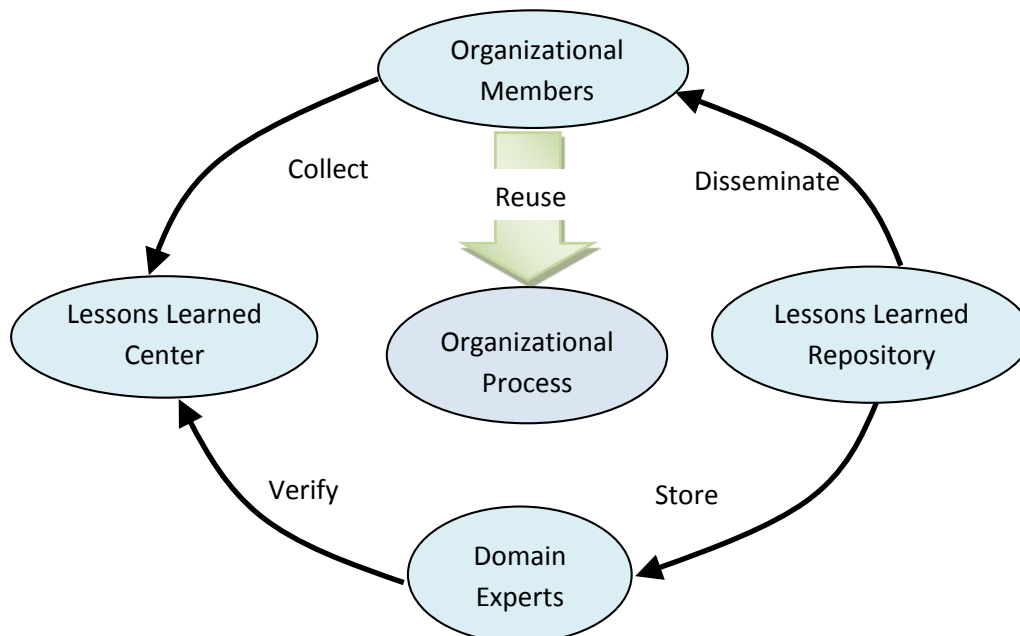 Organizational
Members
Collect
Disseminate
Reuse
Lessons Learned
Center
Organizational
Process
Lessons Learned
Repository
Verify
Store
Domain
Experts